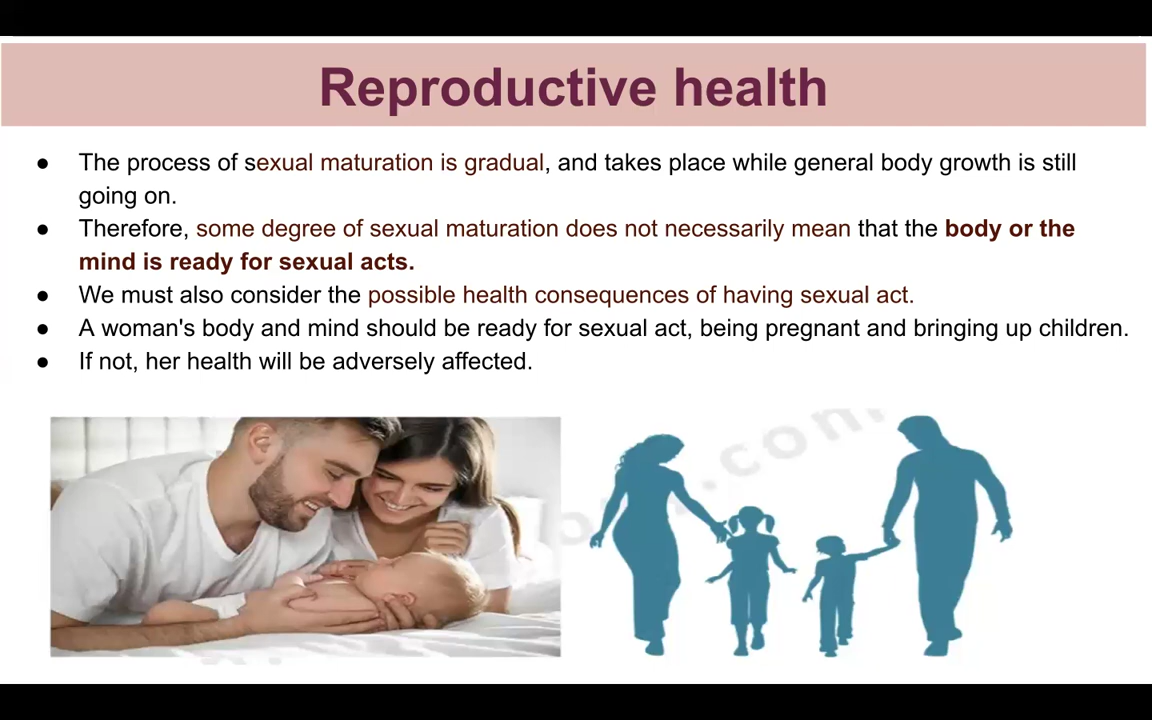 Reproductive health
● The process of sexual maturation is gradual, and takes place while general body growth is still
going on.
● Therefore, some degree of sexual maturation does not necessarily mean that the body or the
mind is ready for sexual acts.
● We must also consider the possible health consequences of having sexual act.
● A woman's body and mind should be ready for sexual act, being pregnant and bringing up children.
● If not, her health will be adversely affected.
.com